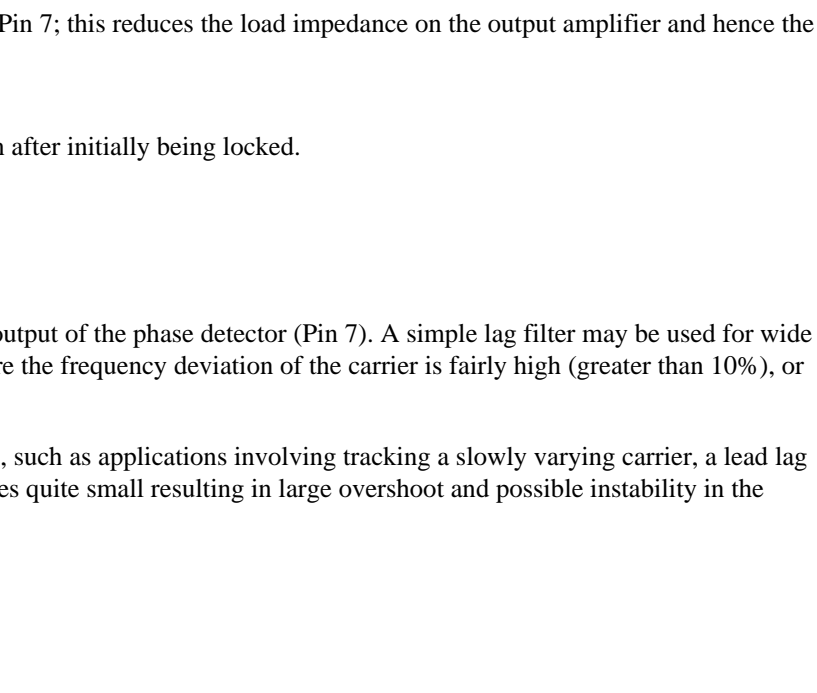 Pin 7; this reduces the load impedance on the output amplifier and hence the
after initially being locked.
output of the phase detector (Pin 7). A simple lag filter may be used for wide
the frequency deviation of the carrier is fairly high (greater than 10%), or
, such as applications involving tracking a slowly varying carrier, a lead lag
quite small resulting in large overshoot and possible instability in the